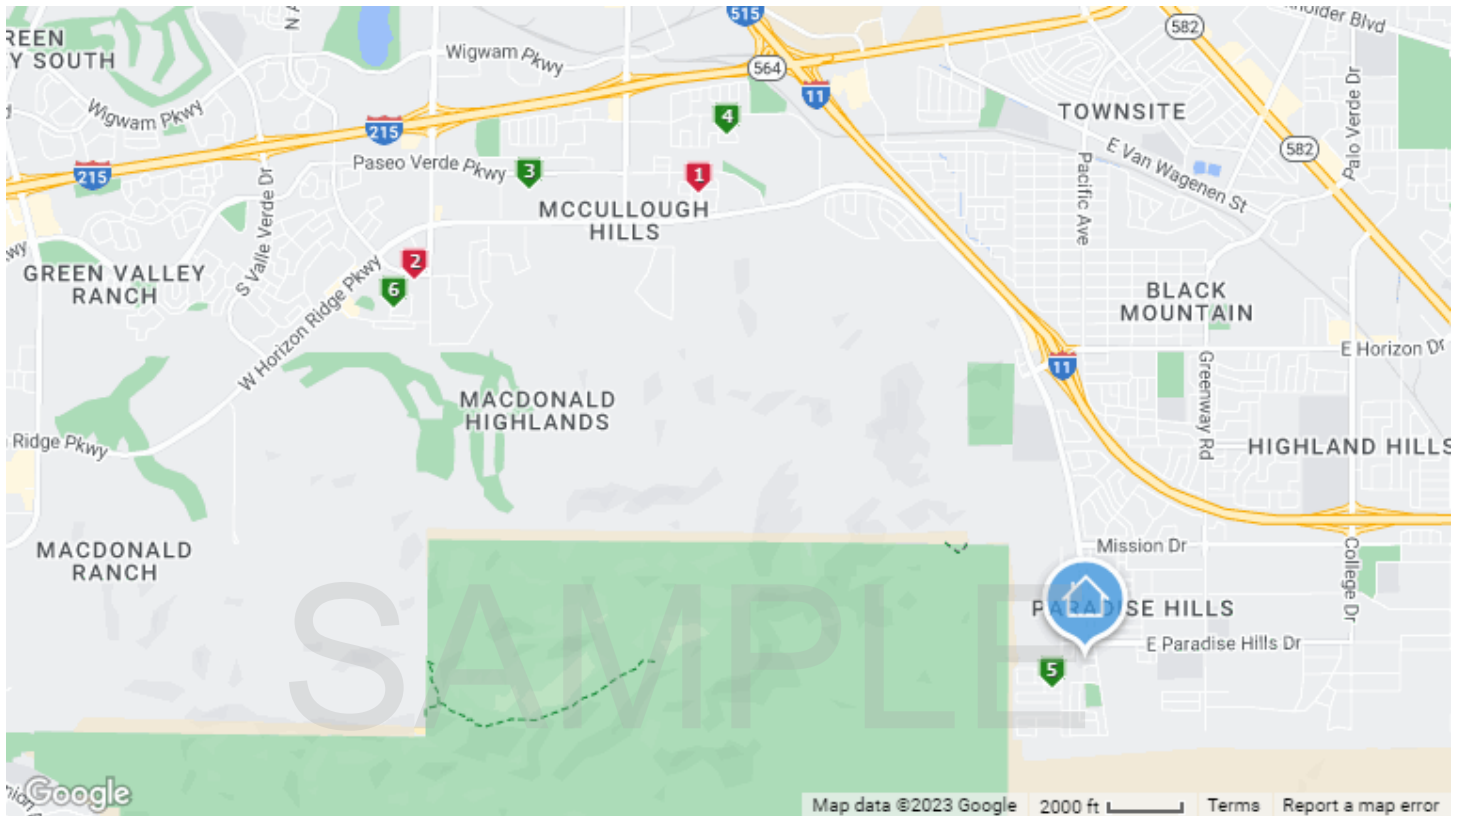 515
582
nolder Blvd
REEN
Y SOUTH
N A
Wigwam Pkwy
564
11
Palo Verde Dr
Wigwam Pkwy
4
TOWNSITE
215
582
E Van Wagenen St
Paseo Verde Pkwy
3
1
215
Pacific Ave
S Valle Verde Dr
MCCULLOUGH
HILLS
wy
2
GREEN VALLEY
RANCH
6
W Horizon Ridge Pkwy
BLACK
MOUNTAIN
E Horizon Dr
11
Greenway Rd
MACDONALD
HIGHLANDS
Ridge Pkwy
HIGHLAND HILLS
MACDONALD
RANCH
Mission Dr
College Dr
SAMPLE
PARADISE HILLS
E Paradise Hills Dr
5
nion
Google
Map data ©2023 Google
2000 ft
Terms
Report a map error